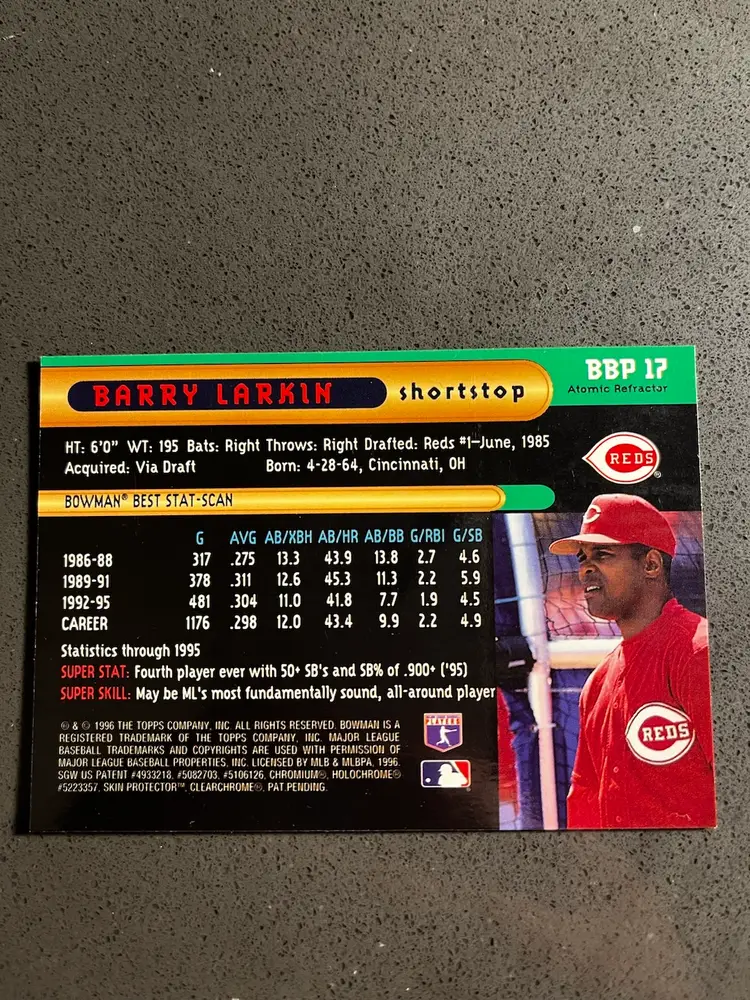 BBP 17
Atomic Refractor
BARRY LARKIN shortstop
HT: 6'0" WT: 195 Bats: Right Throws: Right Drafted: Reds #1–June, 1985
Acquired: Via Draft Born: 4-28-64, Cincinnati, OH
REDS
BOWMAN® BEST STAT-SCAN
G AVG AB/XBH AB/HR AB/BB G/RBI G/SB
1986-88 317 .275 13.3 43.9 13.8 2.7 4.6
1989-91 378 .311 12.6 45.3 11.3 2.2 5.9
1992-95 481 .304 11.0 41.8 7.7 1.9 4.5
CAREER 1176 .298 12.0 43.4 9.9 2.2 4.9
Statistics through 1995
SUPER STAT: Fourth player ever with 50+ SB's and SB% of .900+ ('95)
SUPER SKILL: May be ML's most fundamentally sound, all-around player
C
REDS
℗ & © 1996 THE TOPPS COMPANY, INC. ALL RIGHTS RESERVED. BOWMAN IS A
REGISTERED TRADEMARK OF THE TOPPS COMPANY, INC. MAJOR LEAGUE
BASEBALL TRADEMARKS AND COPYRIGHTS ARE USED WITH PERMISSION OF
MAJOR LEAGUE BASEBALL PROPERTIES, INC. LICENSED BY MLB & MLBPA, 1996.
SGW US PATENT #4933218, #5082703, #5106126, CHROMIUM®, HOLOCHROME®
#5223357, SKIN PROTECTOR™, CLEARCHROME®, PAT.PENDING.
PLAYERS